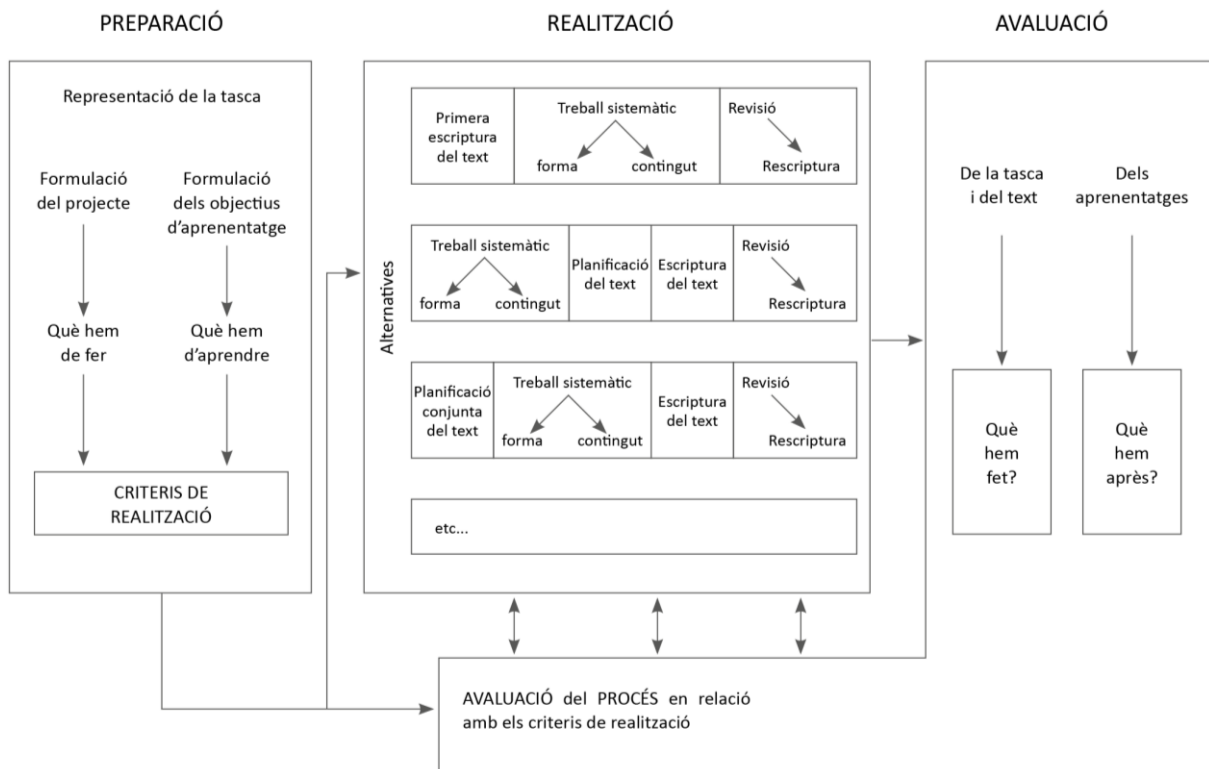 PREPARACIÓ
REALITZACIÓ
AVALUACIÓ
Representació de la tasca
Formulació
del projecte
Formulació
dels objectius
d'aprenentatge
Què hem
de fer
Què hem
d'aprendre
CRITERIS DE
REALITZACIÓ
Alternatives
Primera
escriptura
del text
Treball sistemàtic
forma
contingut
Revisió
Rescriptura
Treball sistemàtic
forma
contingut
Planificació
del text
Escriptura
del text
Revisió
Rescriptura
Planificació
conjunta
del text
Treball sistemàtic
forma
contingut
Escriptura
del text
Revisió
Rescriptura
etc...
De la tasca
i del text
Dels
aprenentatges
Què
hem
fet?
Què
hem
après?
AVALUACIÓ del PROCÉS en relació
amb els criteris de realització